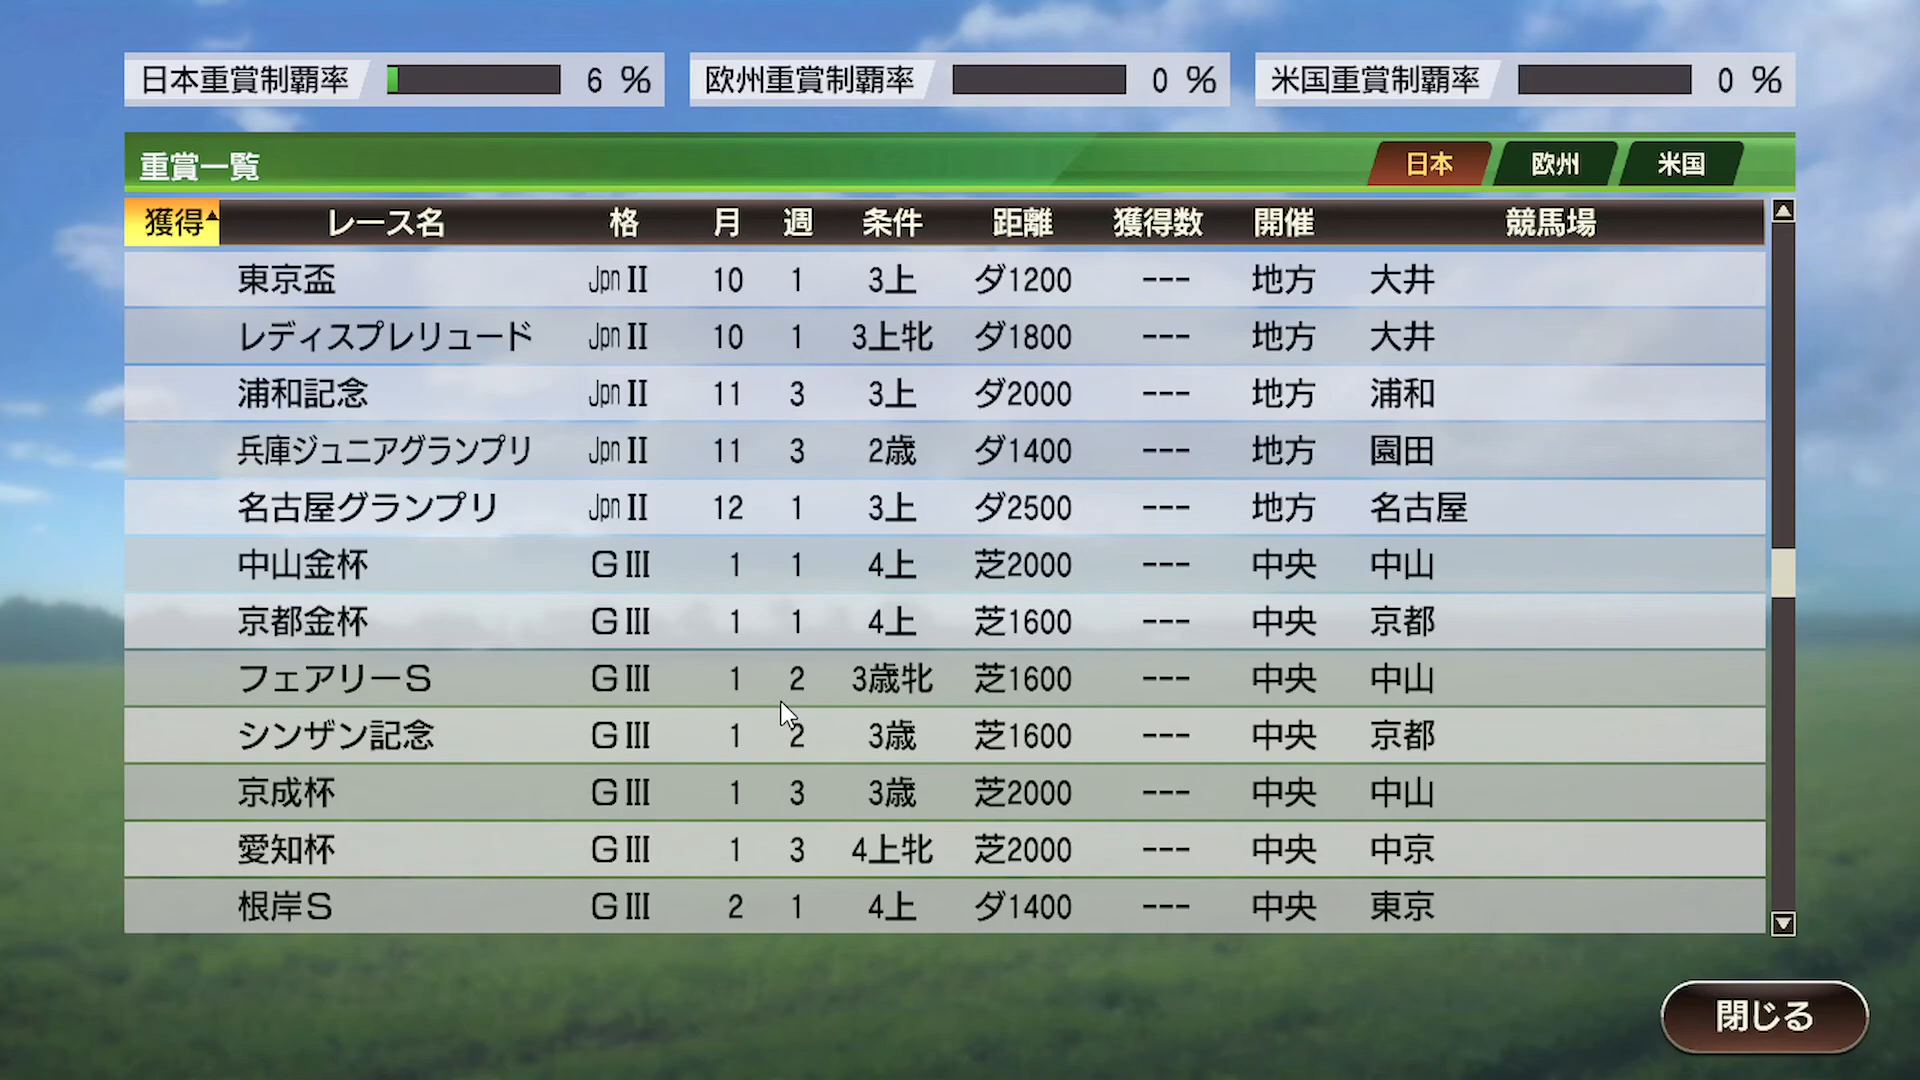 日本重賞制覇率 6 % 欧州重賞制覇率 0 % 米国重賞制覇率 0 %
重賞一覧 日本 欧州 米国
獲得▲ レース名 格 月 週 条件 距離 獲得数 開催 競馬場
東京盃 JpnⅡ 10 1 3上 ダ1200 --- 地方 大井
レディスプレリュード JpnⅡ 10 1 3上牝 ダ1800 --- 地方 大井
浦和記念 JpnⅡ 11 3 3上 ダ2000 --- 地方 浦和
兵庫ジュニアグランプリ JpnⅡ 11 3 2歳 ダ1400 --- 地方 園田
名古屋グランプリ JpnⅡ 12 1 3上 ダ2500 --- 地方 名古屋
中山金杯 GⅢ 1 1 4上 芝2000 --- 中央 中山
京都金杯 GⅢ 1 1 4上 芝1600 --- 中央 京都
フェアリーS GⅢ 1 2 3歳牝 芝1600 --- 中央 中山
シンザン記念 GⅢ 1 2 3歳 芝1600 --- 中央 京都
京成杯 GⅢ 1 3 3歳 芝2000 --- 中央 中山
愛知杯 GⅢ 1 3 4上牝 芝2000 --- 中央 中京
根岸S GⅢ 2 1 4上 ダ1400 --- 中央 東京
閉じる